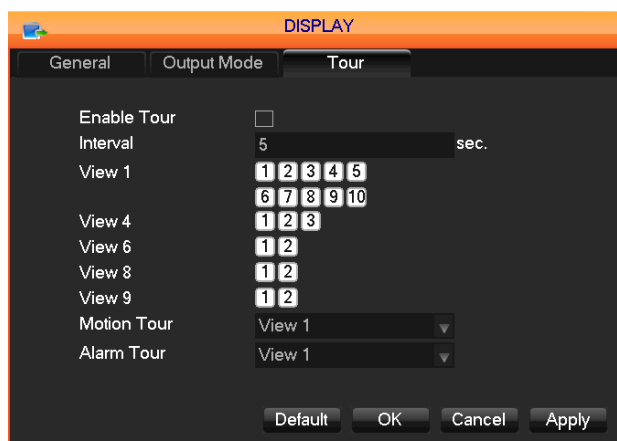 DISPLAY
General Output Mode Tour
Enable Tour
Interval 5 sec.
View 1 1 2 3 4 5
6 7 8 9 10
View 4 1 2 3
View 6 1 2
View 8 1 2
View 9 1 2
Motion Tour View 1
Alarm Tour View 1
Default OK Cancel Apply